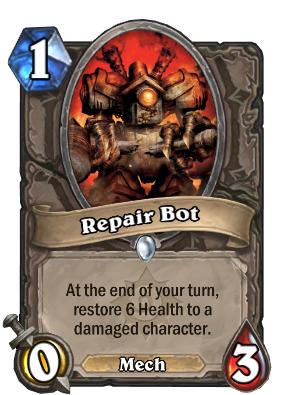 1
Repair Bot
At the end of your turn,
restore 6 Health to a
damaged character.
0
Mech
3